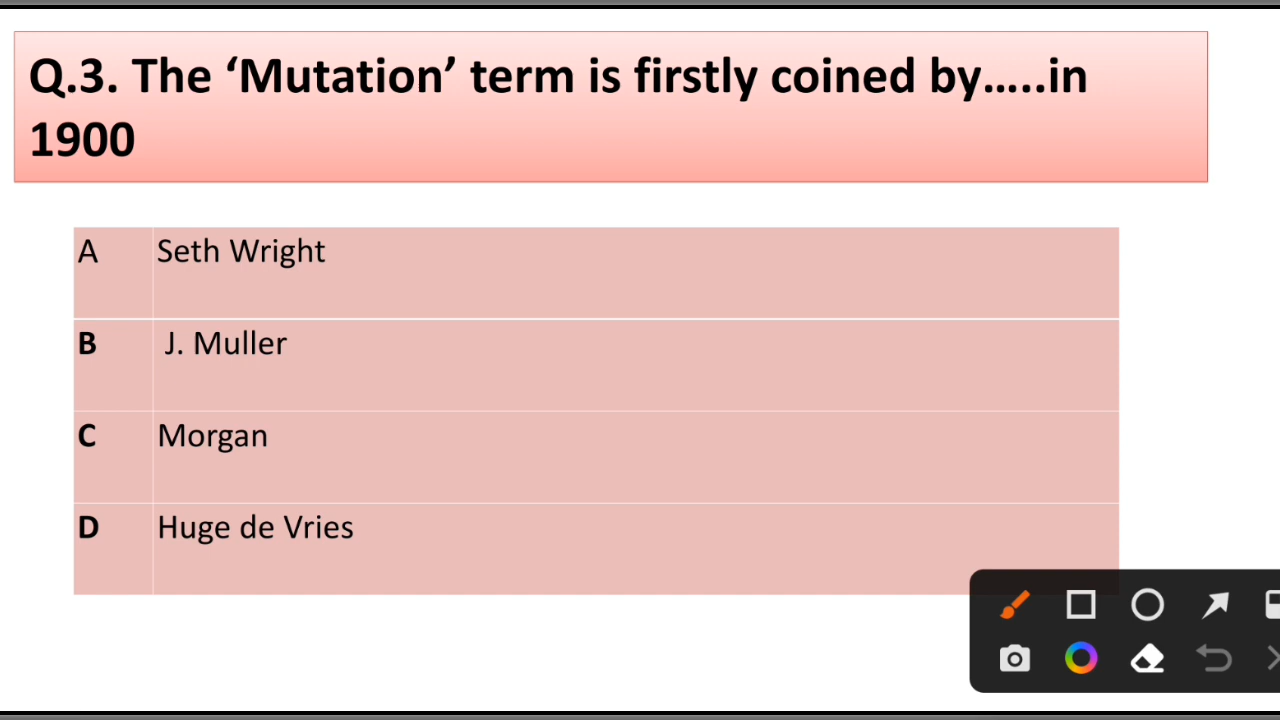 Q.3. The ‘Mutation’ term is firstly coined by…..in
1900
A Seth Wright
B J. Muller
C Morgan
D Huge de Vries